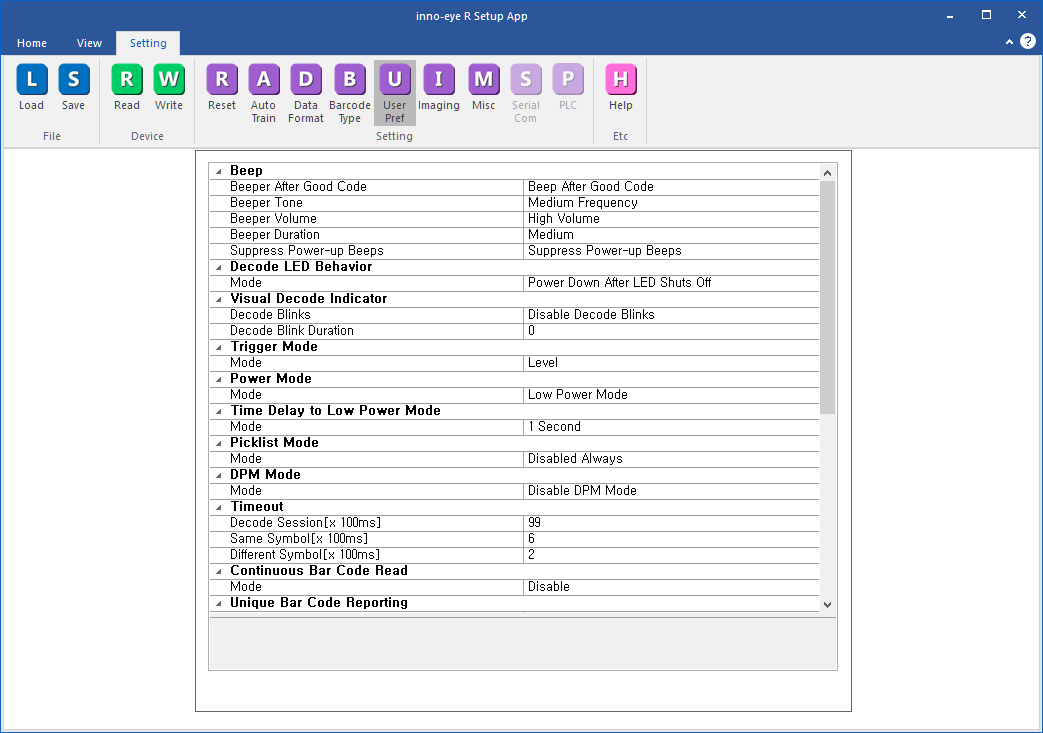 inno-eye R Setup App
Home View Setting
?
L S R W R A D B U I M S P H
Load Save Read Write Reset Auto Train Data Format Barcode Type User Pref Imaging Misc Serial Com PLC Help
File Device Setting Etc
Beep
Beeper After Good Code Beep After Good Code
Beeper Tone Medium Frequency
Beeper Volume High Volume
Beeper Duration Medium
Suppress Power-up Beeps Suppress Power-up Beeps
Decode LED Behavior
Mode Power Down After LED Shuts Off
Visual Decode Indicator
Decode Blinks Disable Decode Blinks
Decode Blink Duration 0
Trigger Mode
Mode Level
Power Mode
Mode Low Power Mode
Time Delay to Low Power Mode
Mode 1 Second
Picklist Mode
Mode Disabled Always
DPM Mode
Mode Disable DPM Mode
Timeout
Decode Session[x 100ms] 99
Same Symbol[x 100ms] 6
Different Symbol[x 100ms] 2
Continuous Bar Code Read
Mode Disable
Unique Bar Code Reporting